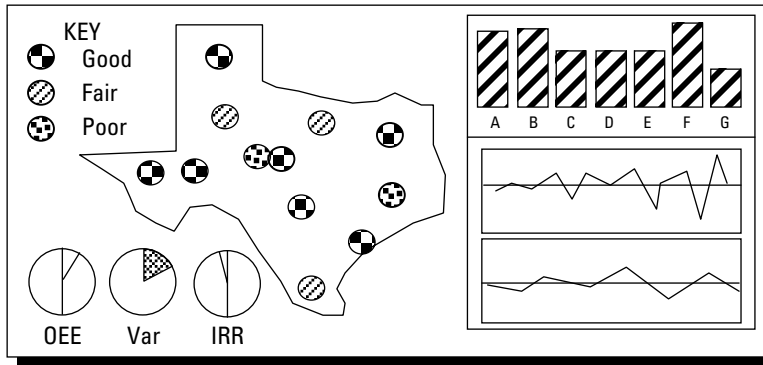 KEY
Good
Fair
Poor
OEE Var IRR
A B C D E F G